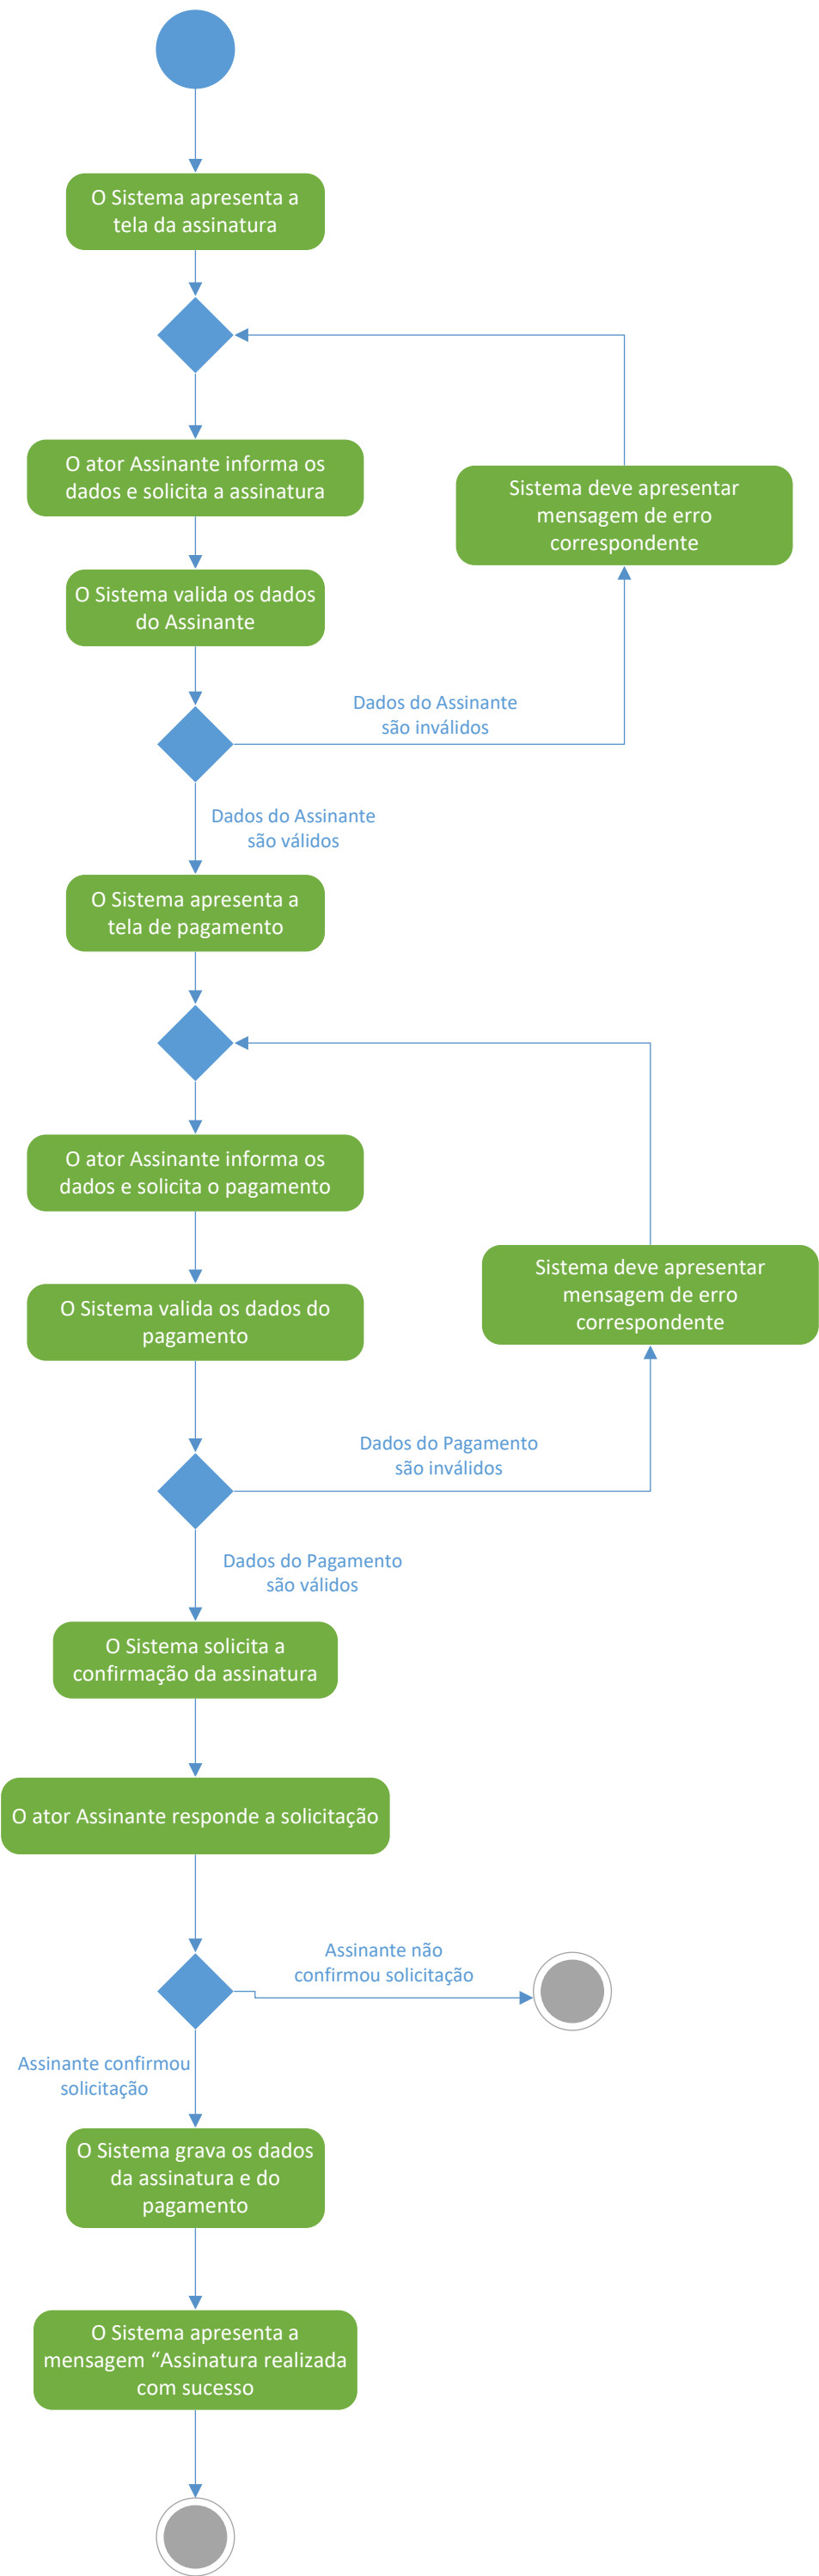 O Sistema apresenta a
tela da assinatura
O ator Assinante informa os
dados e solicita a assinatura
Sistema deve apresentar
mensagem de erro
correspondente
O Sistema valida os dados
do Assinante
Dados do Assinante
são inválidos
Dados do Assinante
são válidos
O Sistema apresenta a
tela de pagamento
O ator Assinante informa os
dados e solicita o pagamento
Sistema deve apresentar
mensagem de erro
correspondente
O Sistema valida os dados do
pagamento
Dados do Pagamento
são inválidos
Dados do Pagamento
são válidos
O Sistema solicita a
confirmação da assinatura
O ator Assinante responde a solicitação
Assinante não
confirmou solicitação
Assinante confirmou
solicitação
O Sistema grava os dados
da assinatura e do
pagamento
O Sistema apresenta a
mensagem “Assinatura realizada
com sucesso